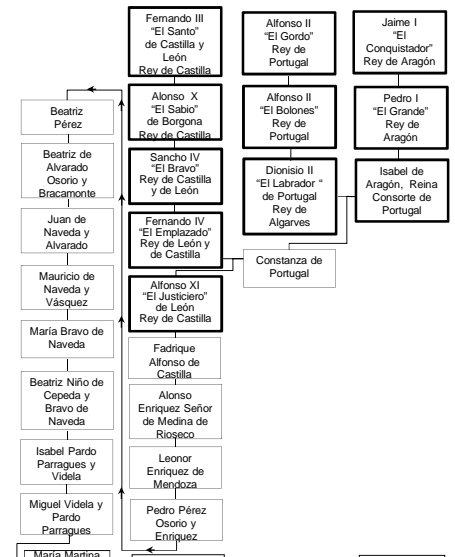 Fernando III
"El Santo"
de Castilla y
León
Rey de Castilla
Alonso X
"El Sabio"
de Borgona
Rey de Castilla
Sancho IV
"El Bravo"
Rey de Castilla
y de León
Fernando IV
"El Emplazado"
Rey de León y
de Castilla
Alfonso XI
"El Justiciero"
de León
Rey de Castilla
Fadrique
Alfonso de
Castilla
Alonso
Enriquez Señor
de Medina de
Rioseco
Leonor
Enriquez de
Mendoza
Pedro Pérez
Osorio y
Enriquez
Alfonso II
"El Gordo"
Rey de
Portugal
Alfonso II
"El Bolones"
Rey de
Portugal
Dionisio II
"El Labrador "
de Portugal
Rey de
Algarves
Constanza de
Portugal
Jaime I
"El
Conquistador"
Rey de Aragón
Pedro I
"El Grande"
Rey de
Aragón
Isabel de
Aragón, Reina
Consorte de
Portugal
Beatriz
Pérez
Beatriz de
Alvarado
Osorio y
Bracamonte
Juan de
Naveda y
Alvarado
Mauricio de
Naveda y
Vásquez
María Bravo de
Naveda
Beatriz Niño de
Cepeda y
Bravo de
Naveda
Isabel Pardo
Parragues y
Videla
Miguel Videla y
Pardo
Parragues
María Martina